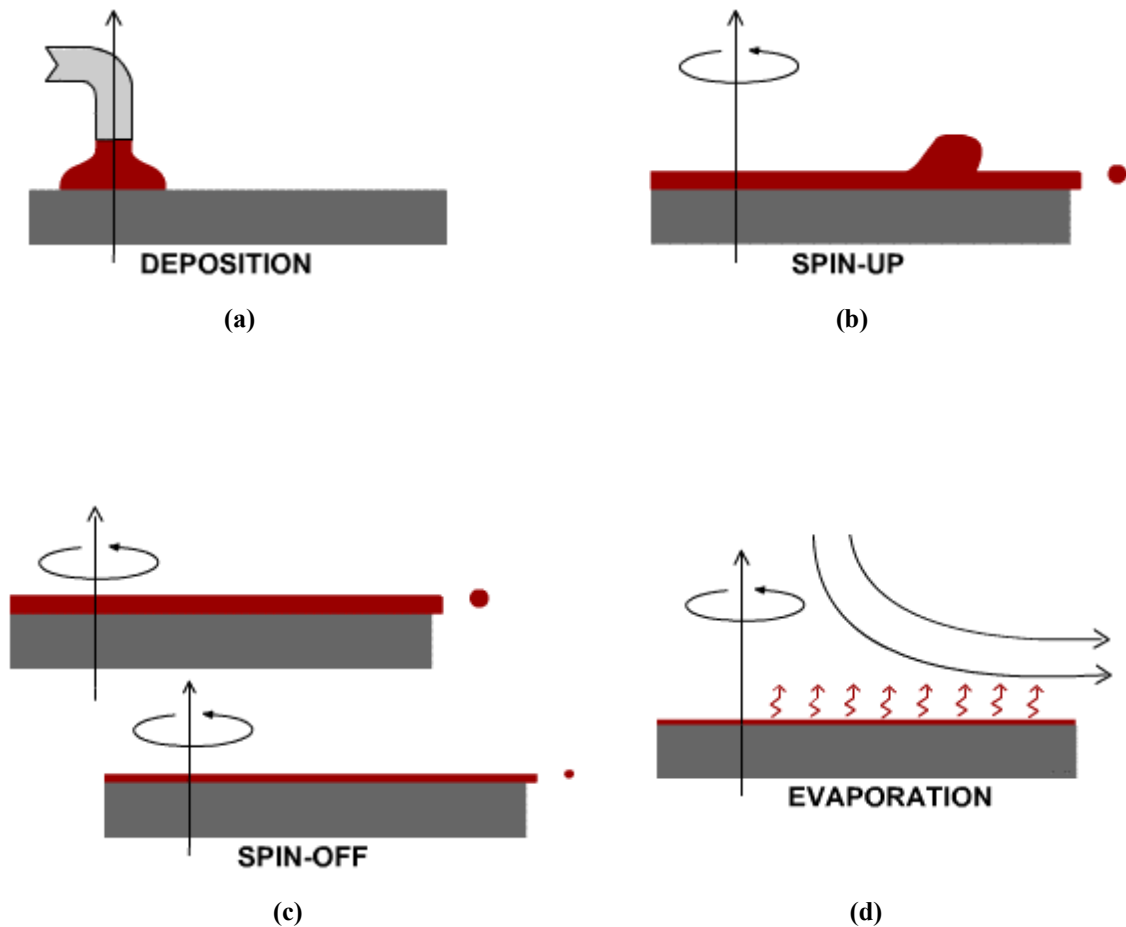 DEPOSITION
(a)
SPIN-UP
(b)
SPIN-OFF
(c)
EVAPORATION
(d)